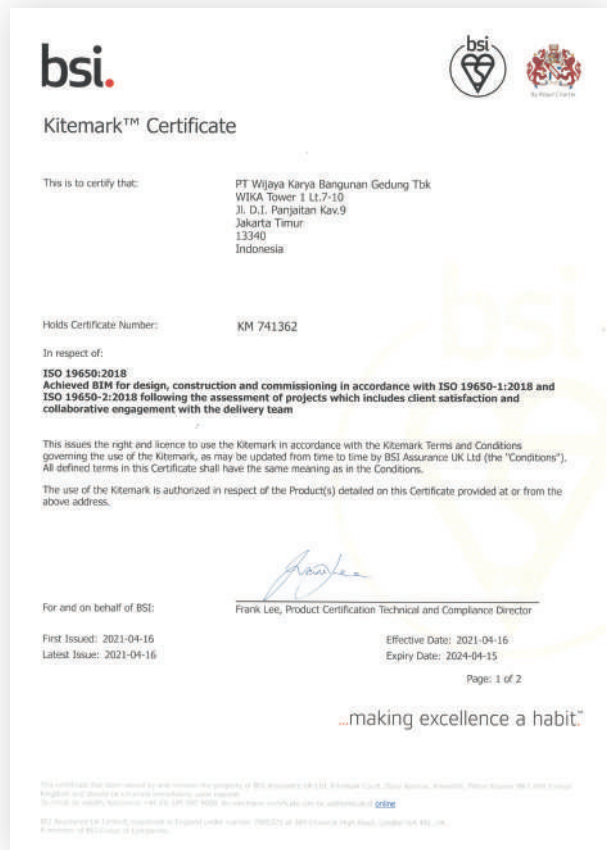 bsi.
bsi
By Royal Charter
Kitemark™ Certificate
This is to certify that:
PT Wijaya Karya Bangunan Gedung Tbk
WIKA Tower 1 Lt.7-10
Jl. D.I. Panjaitan Kav.9
Jakarta Timur
13340
Indonesia
bsi
Holds Certificate Number:
KM 741362
In respect of:
ISO 19650:2018
Achieved BIM for design, construction and commissioning in accordance with ISO 19650-1:2018 and
ISO 19650-2:2018 following the assessment of projects which includes client satisfaction and
collaborative engagement with the delivery team
This issues the right and licence to use the Kitemark in accordance with the Kitemark Terms and Conditions
governing the use of the Kitemark, as may be updated from time to time by BSI Assurance UK Ltd (the "Conditions").
All defined terms in this Certificate shall have the same meaning as in the Conditions.
The use of the Kitemark is authorized in respect of the Product(s) detailed on this Certificate provided at or from the
above address.
For and on behalf of BSI:
Frank Lee, Product Certification Technical and Compliance Director
First Issued: 2021-04-16
Effective Date: 2021-04-16
Latest Issue: 2021-04-16
Expiry Date: 2024-04-15
Page: 1 of 2
...making excellence a habit.™
online